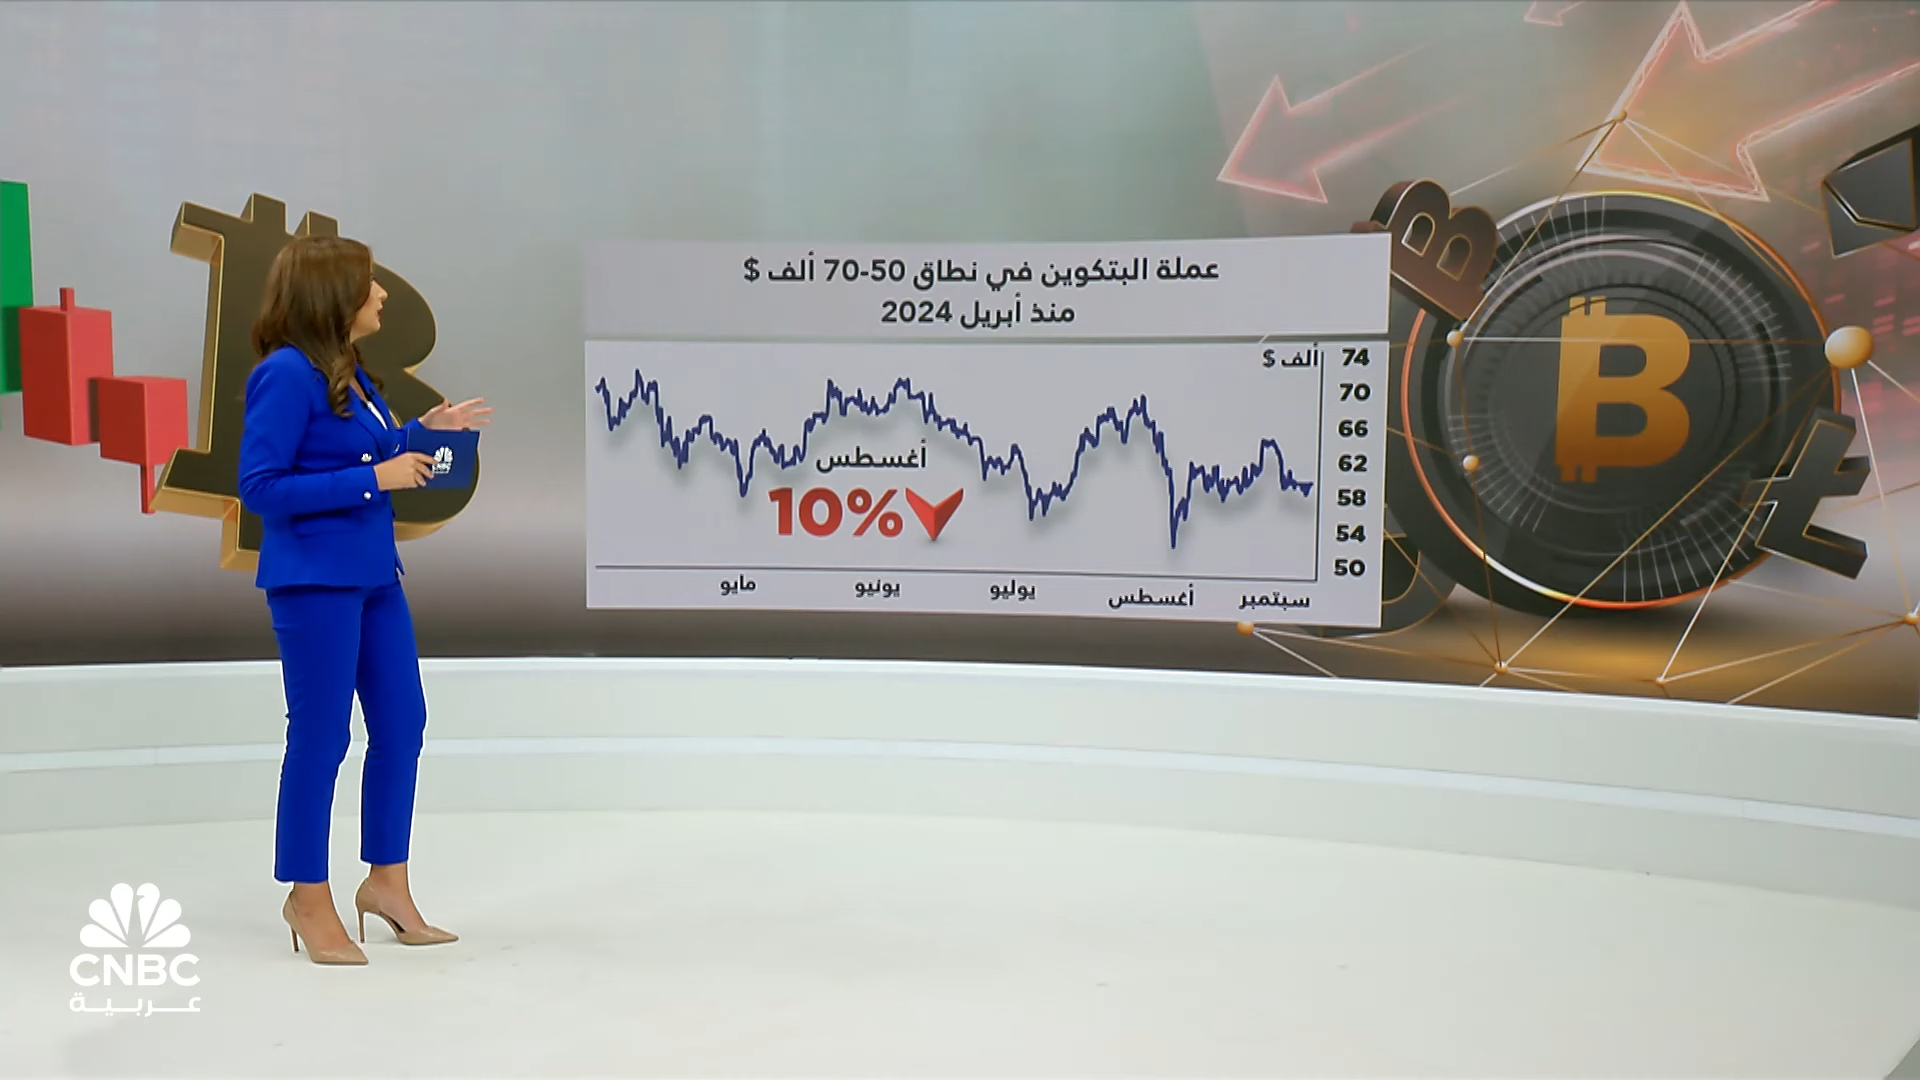 عملة البتكوين في نطاق 50-70 ألف $
منذ أبريل 2024
ألف $
74
70
66
62
58
54
50
أغسطس
10%
مايو
يونيو
يوليو
أغسطس
سبتمبر
CNBC
CNBC
عربية